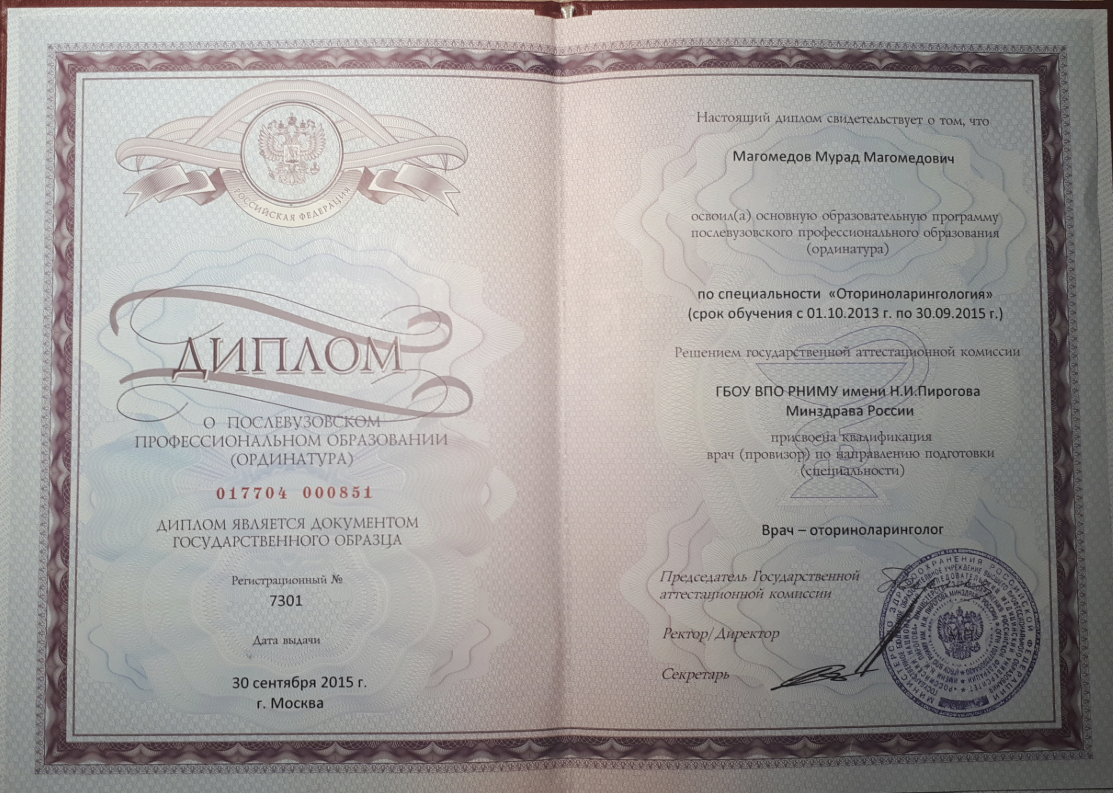 РОССИЙСКАЯ ФЕДЕРАЦИЯ
ДИПЛОМ
О ПОСЛЕВУЗОВСКОМ
ПРОФЕССИОНАЛЬНОМ ОБРАЗОВАНИИ
(ОРДИНАТУРА)
017704 000851
ДИПЛОМ ЯВЛЯЕТСЯ ДОКУМЕНТОМ
ГОСУДАРСТВЕННОГО ОБРАЗЦА
Регистрационный №
7301
Дата выдачи
30 сентября 2015 г.
г. Москва
Настоящий диплом свидетельствует о том, что
Магомедов Мурад Магомедович
освоил(а) основную образовательную программу
послевузовского профессионального образования
(ординатура)
по специальности «Оториноларингология»
(срок обучения с 01.10.2013 г. по 30.09.2015 г.)
Решением государственной аттестационной комиссии
ГБОУ ВПО РНИМУ имени Н.И.Пирогова
Минздрава России
присвоена квалификация
врач (провизор) по направлению подготовки
(специальности)
Врач – оториноларинголог
Председатель Государственной
аттестационной комиссии
Ректор/Директор
Секретарь
МИНИСТЕРСТВО ЗДРАВООХРАНЕНИЯ РОССИЙСКОЙ ФЕДЕРАЦИИ